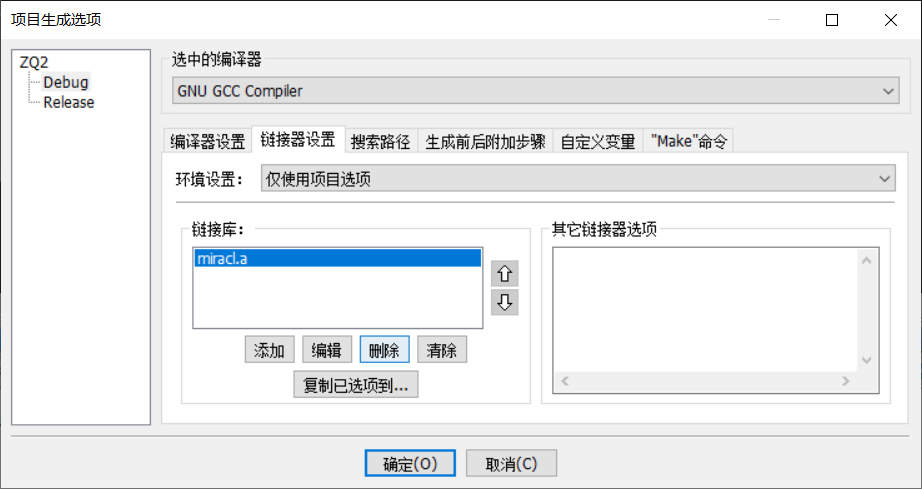 项目生成选项
ZQ2
Debug
Release
选中的编译器
GNU GCC Compiler
编译器设置 链接器设置 搜索路径 生成前后附加步骤 自定义变量 "Make"命令
环境设置: 仅使用项目选项
链接库:
miracl.a
添加 编辑 删除 清除
复制已选项到...
其它链接器选项
确定(O) 取消(C)